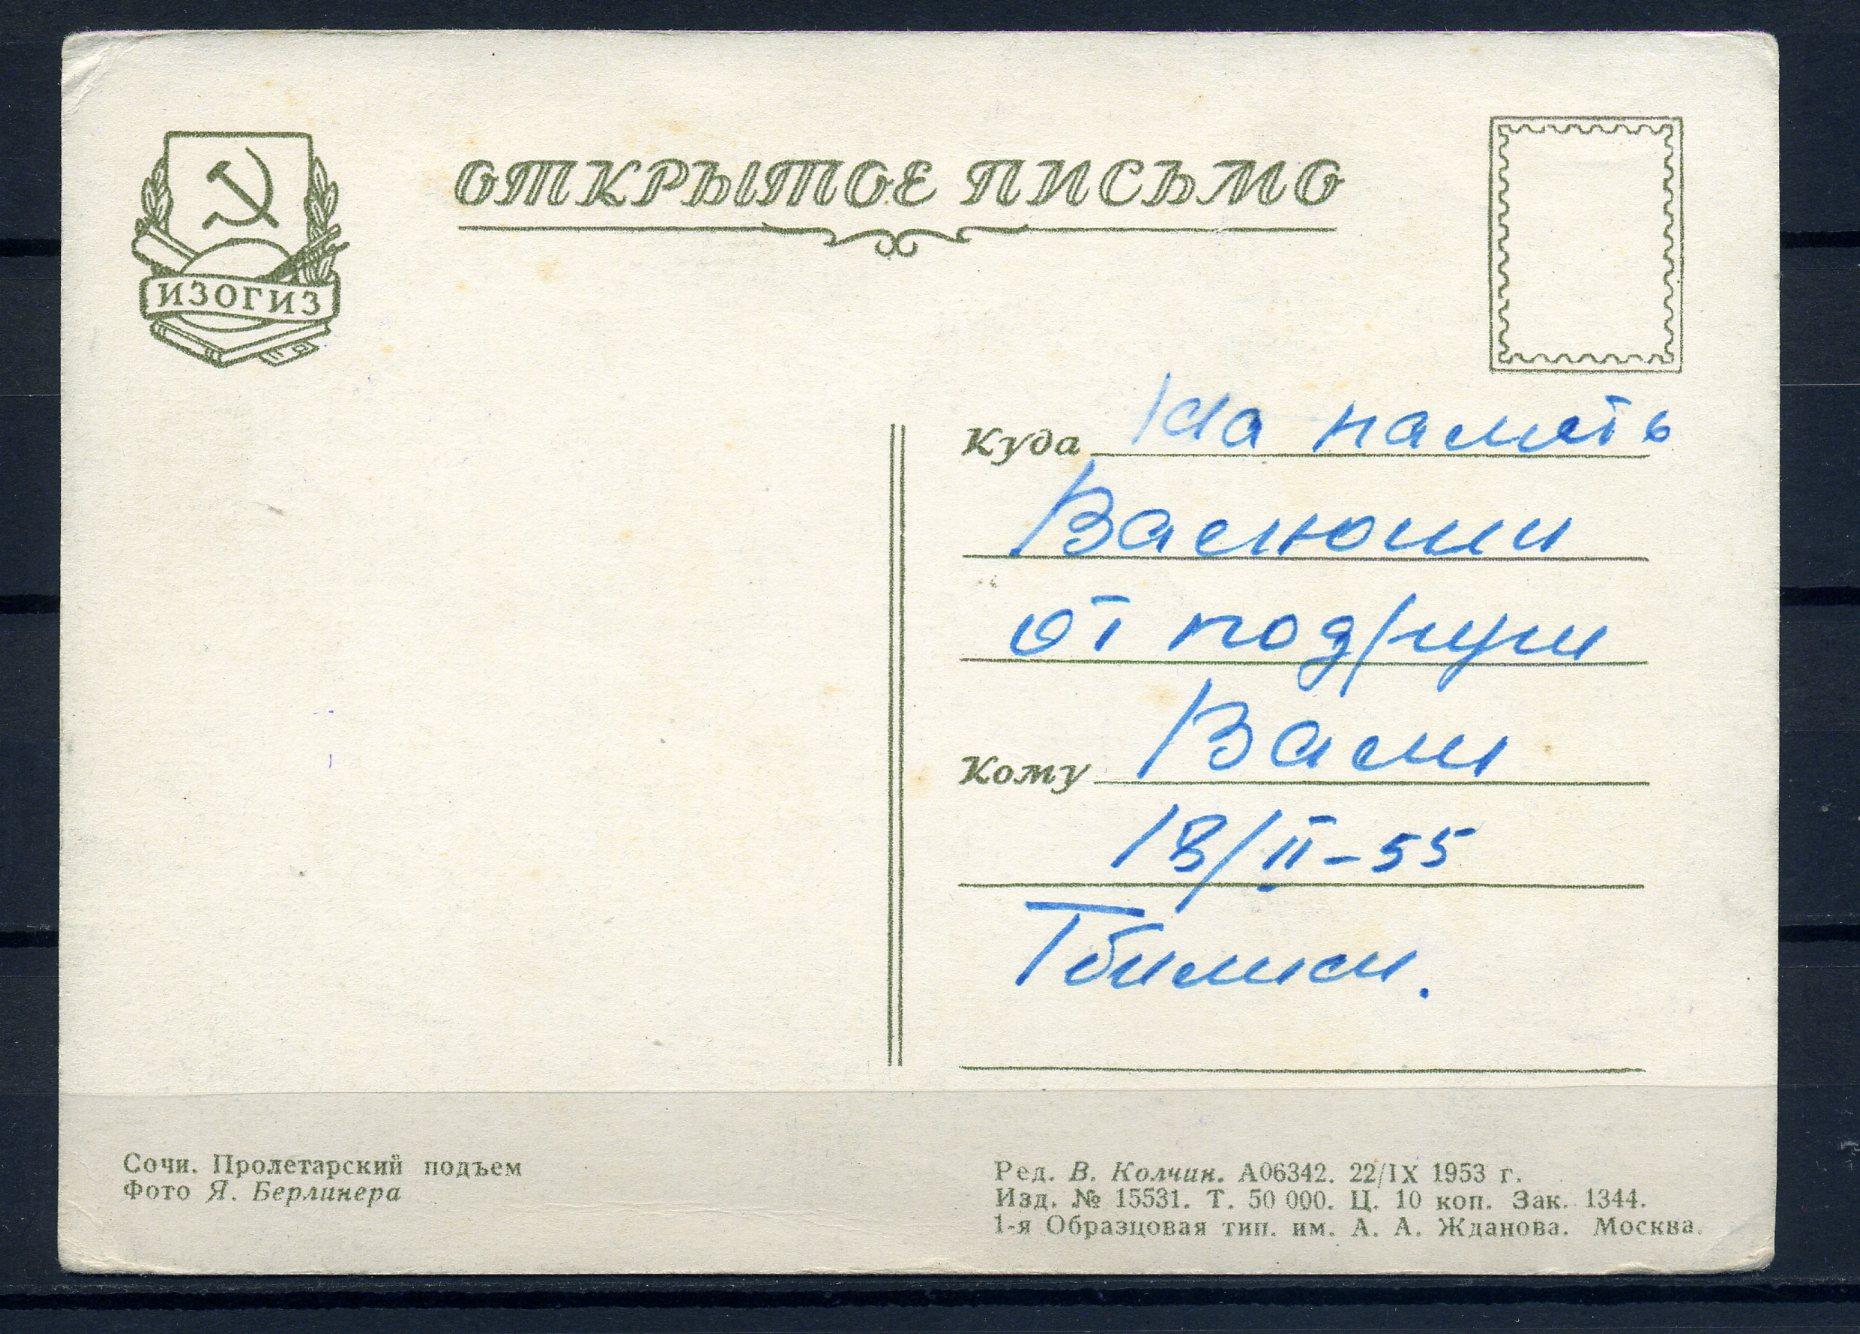 ОТКРЫТОЕ ПИСЬМО
ИЗОГИЗ
Куда На память
Васюши
от подруги
Кому Васи
18/II-55
Тбилиси.
Сочи. Пролетарский подъем
Фото Я. Берлинера
Ред. В. Колчин. А06342. 22/IX 1953 г.
Изд. № 15531. Т. 50 000. Ц. 10 коп. Зак. 1344.
1-я Образцовая тип. им. А. А. Жданова. Москва.